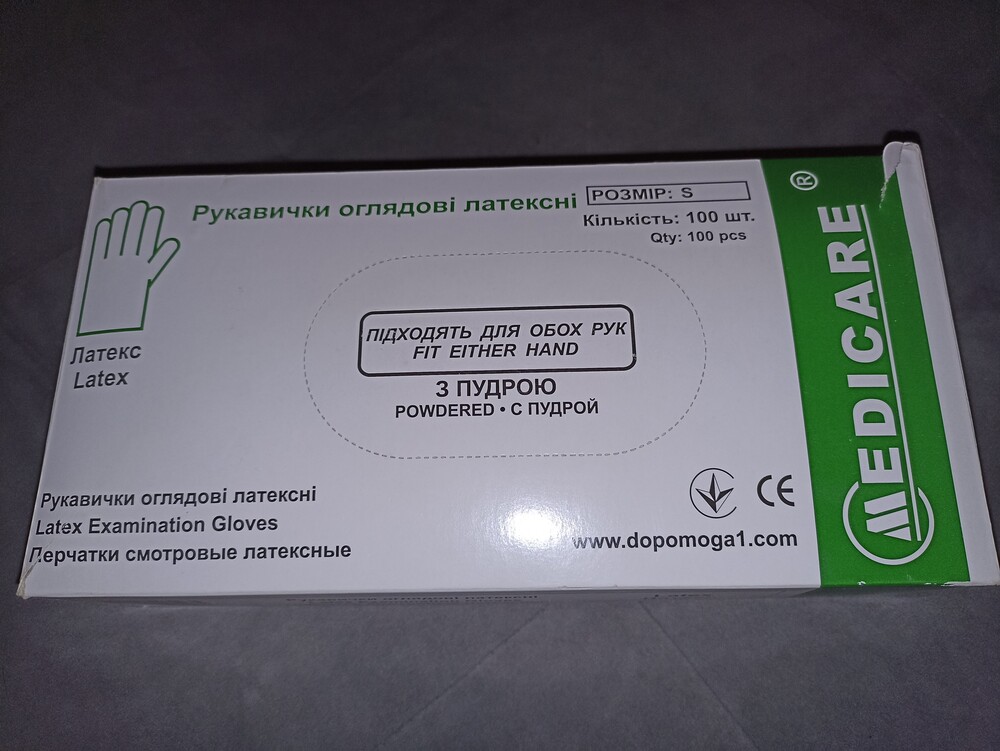 Рукавички оглядові латексні
РОЗМІР: S
Кількість: 100 шт.
Qty: 100 pcs
Латекс
Latex
ПІДХОДЯТЬ ДЛЯ ОБОХ РУК
FIT EITHER HAND
З ПУДРОЮ
POWDERED • С ПУДРОЙ
Рукавички оглядові латексні
Latex Examination Gloves
Перчатки смотровые латексные
CE
www.dopomoga1.com
MEDICARE®